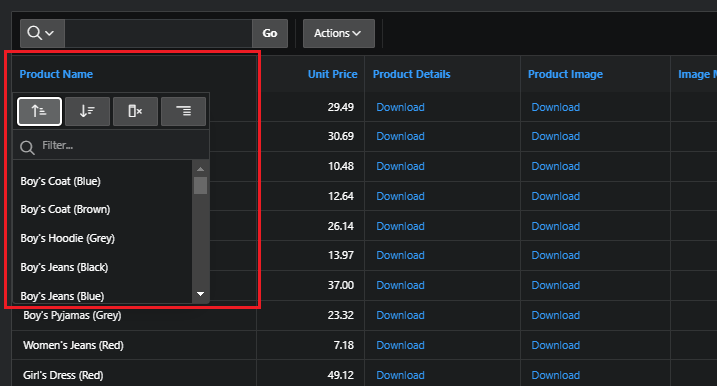 Go Actions
Product Name Unit Price Product Details Product Image Image M
29.49 Download Download
Filter... 30.69 Download Download
Boy's Coat (Blue) 10.48 Download Download
Boy's Coat (Brown) 12.64 Download Download
Boy's Hoodie (Grey) 26.14 Download Download
Boy's Jeans (Black) 13.97 Download Download
Boy's Jeans (Blue) 37.00 Download Download
Boy's Pyjamas (Grey) 23.32 Download Download
Women's Jeans (Red) 7.18 Download Download
Girl's Dress (Red) 49.12 Download Download